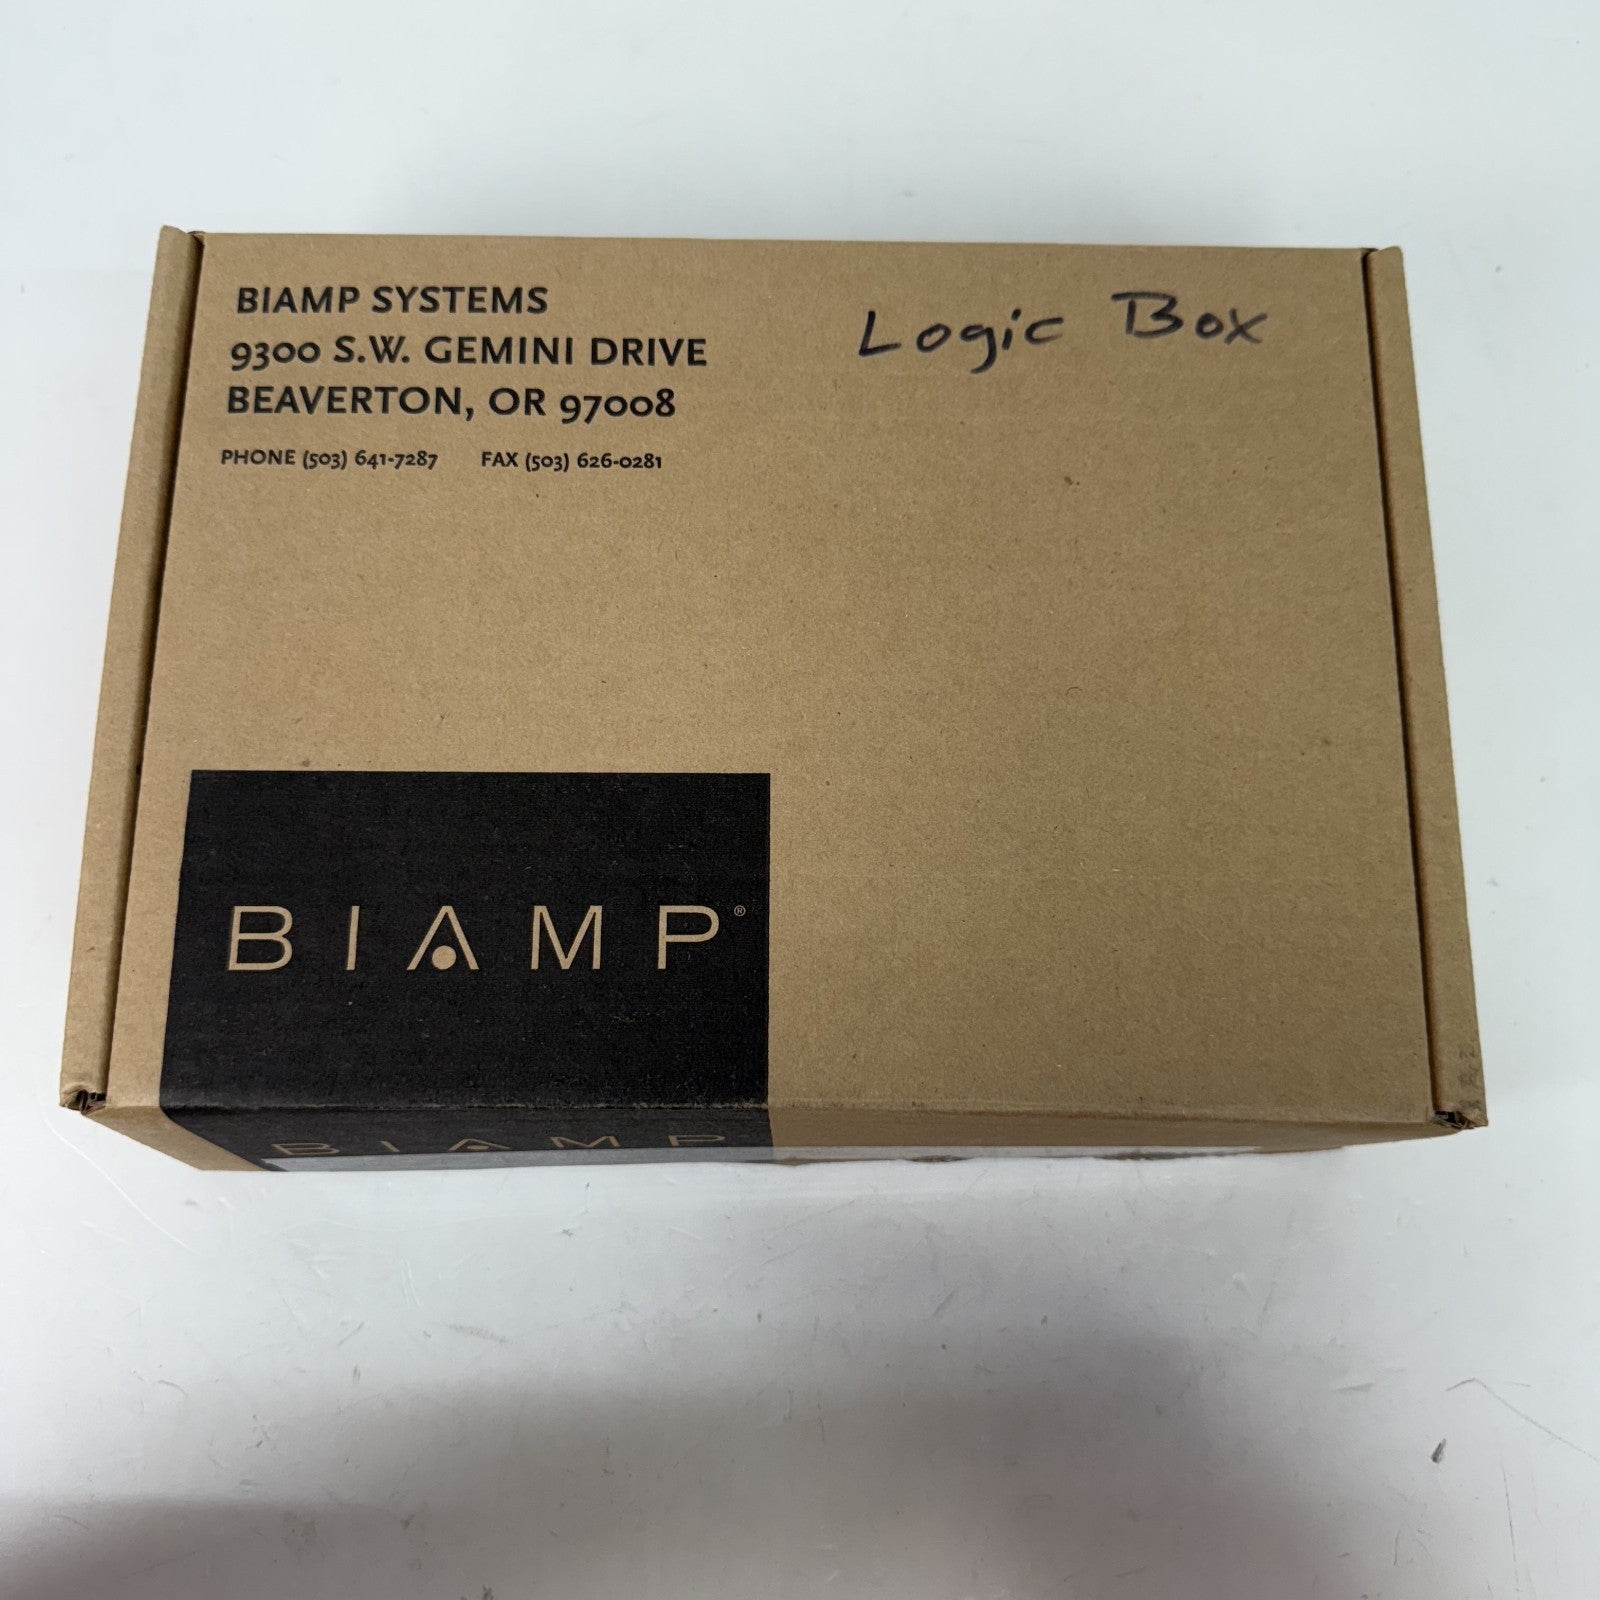 BIAMP SYSTEMS
9300 S.W. GEMINI DRIVE
BEAVERTON, OR 97008
PHONE (503) 641-7287 FAX (503) 626-0281
Logic Box
BIAMP®
BIAMP